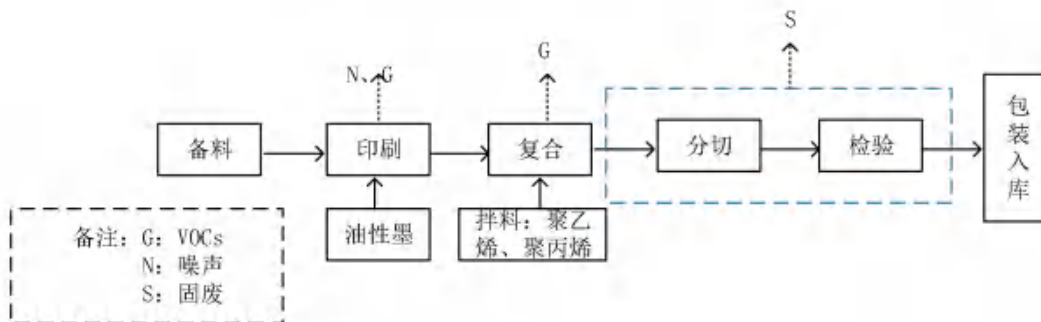 S
G
N、G
备料
印刷
复合
分切
检验
包装入库
油性墨
拌料：聚乙
烯、聚丙烯
备注：G：VOCs
N：噪声
S：固废